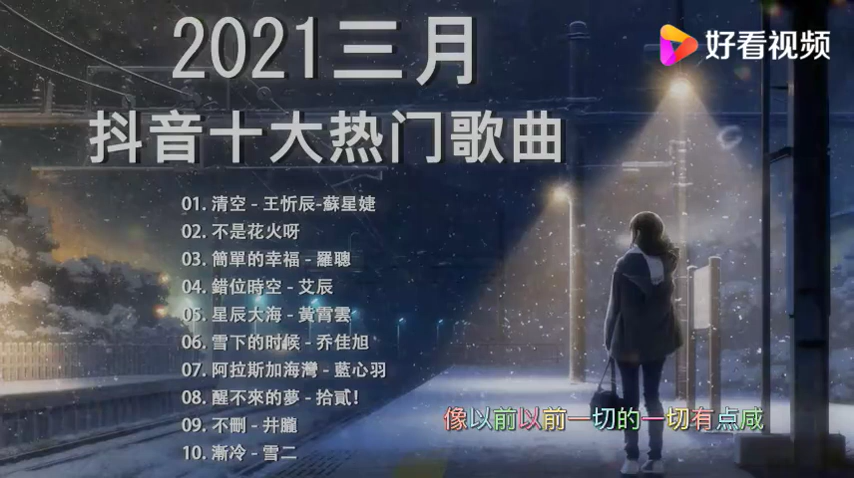 2021三月
好看视频
抖音十大热门歌曲
01. 清空 - 王忻辰-蘇星婕
02. 不是花火呀
03. 簡單的幸福 - 羅聰
04. 錯位時空 - 艾辰
05. 星辰大海 - 黃霄雲
06. 雪下的时候 - 乔佳旭
07. 阿拉斯加海灣 - 藍心羽
08. 醒不來的夢 - 拾貳!
09. 不刪 - 井朧
10. 漸冷 - 雪二
像以前以前一切的一切有点咸